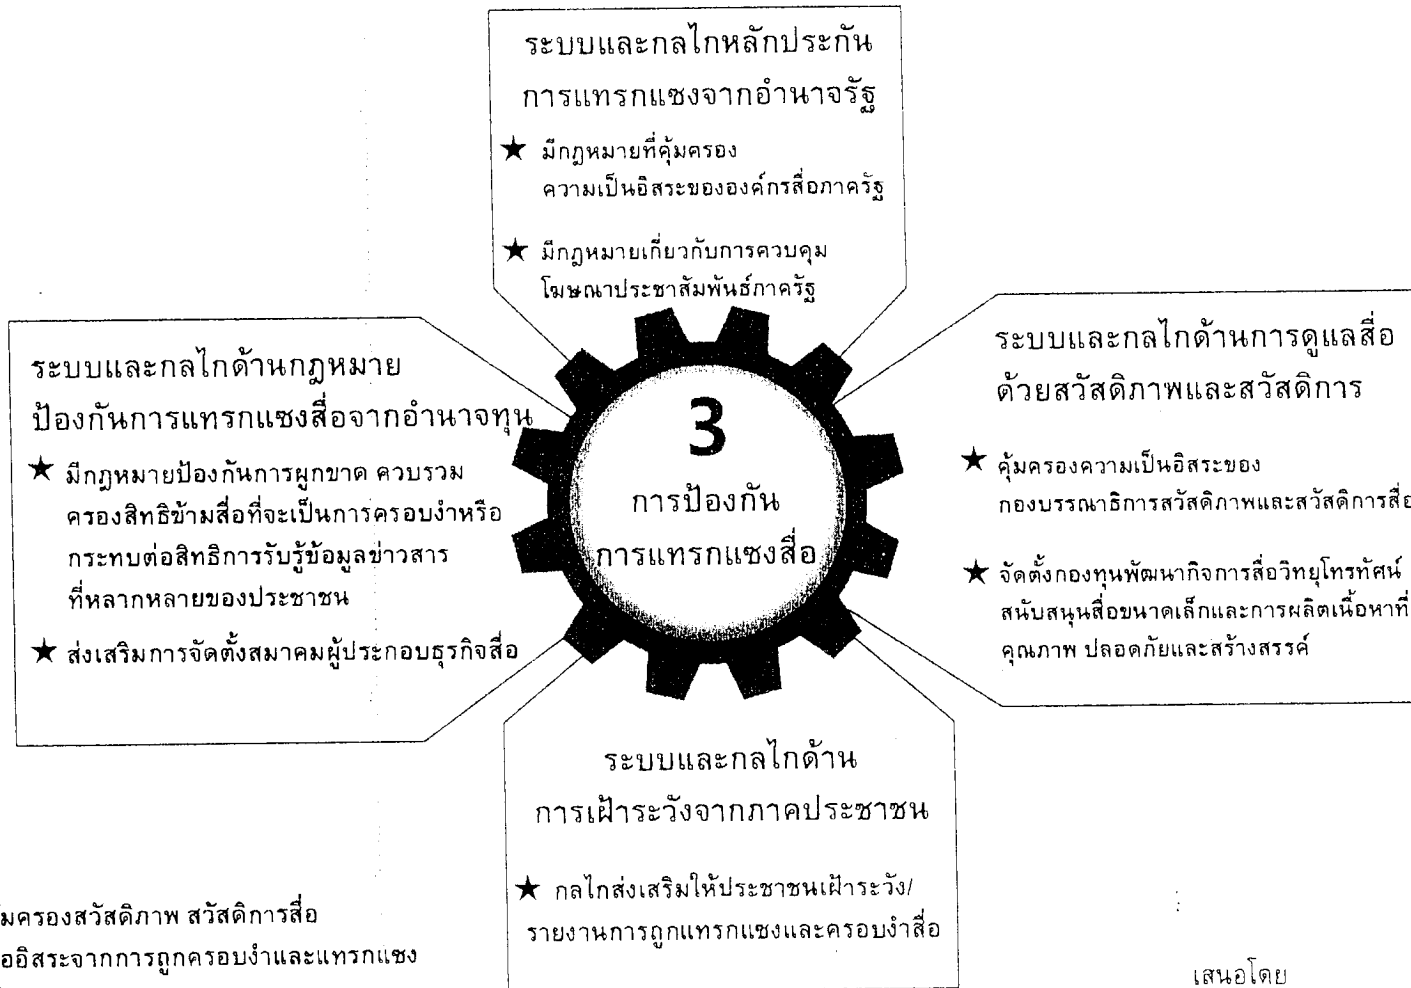 ระบบและกลไกหลักประกัน
การแทรกแซงจากอำนาจรัฐ
★ มีกฎหมายที่คุ้มครอง
ความเป็นอิสระขององค์กรสื่อภาครัฐ
★ มีกฎหมายเกี่ยวกับการควบคุม
โฆษณาประชาสัมพันธ์ภาครัฐ
ระบบและกลไกด้านกฎหมาย
ป้องกันการแทรกแซงสื่อจากอำนาจทุน
★ มีกฎหมายป้องกันการผูกขาด ควบรวม
ครองสิทธิข้ามสื่อที่จะเป็นการครอบงำหรือ
กระทบต่อสิทธิการรับรู้ข้อมูลข่าวสาร
ที่หลากหลายของประชาชน
★ ส่งเสริมการจัดตั้งสมาคมผู้ประกอบธุรกิจสื่อ
3
การป้องกัน
การแทรกแซงสื่อ
ระบบและกลไกด้านการดูแลสื่อ
ด้วยสวัสดิภาพและสวัสดิการ
★ คุ้มครองความเป็นอิสระของ
กองบรรณาธิการสวัสดิภาพและสวัสดิการสื่อ
★ จัดตั้งกองทุนพัฒนากิจการสื่อวิทยุโทรทัศน์
สนับสนุนสื่อขนาดเล็กและการผลิตเนื้อหาที่
คุณภาพ ปลอดภัยและสร้างสรรค์
ระบบและกลไกด้าน
การเฝ้าระวังจากภาคประชาชน
★ กลไกส่งเสริมให้ประชาชนเฝ้าระวัง/
รายงานการถูกแทรกแซงและครอบงำสื่อ
มครองสวัสดิภาพ สวัสดิการสื่อ
ออิสระจากการถูกครอบงำและแทรกแซง
เสนอโดย